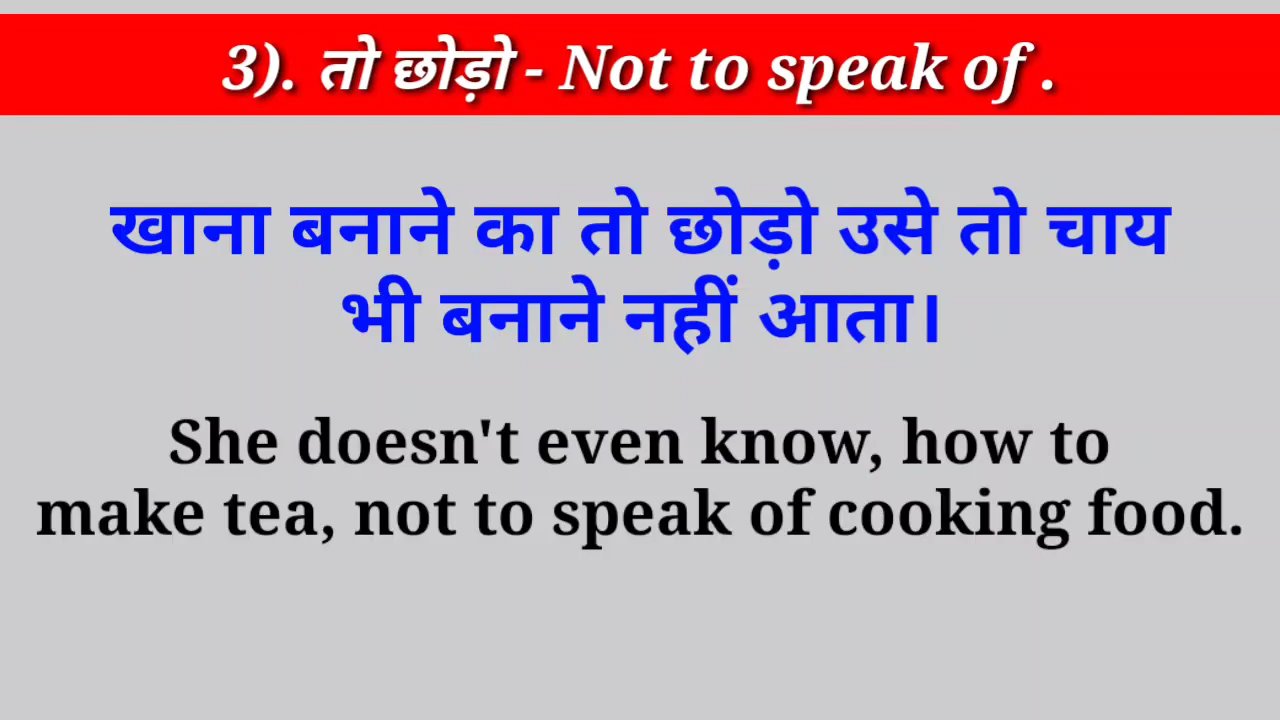 3). तो छोड़ो - Not to speak of .
खाना बनाने का तो छोड़ो उसे तो चाय
भी बनाने नहीं आता।
She doesn't even know, how to
make tea, not to speak of cooking food.